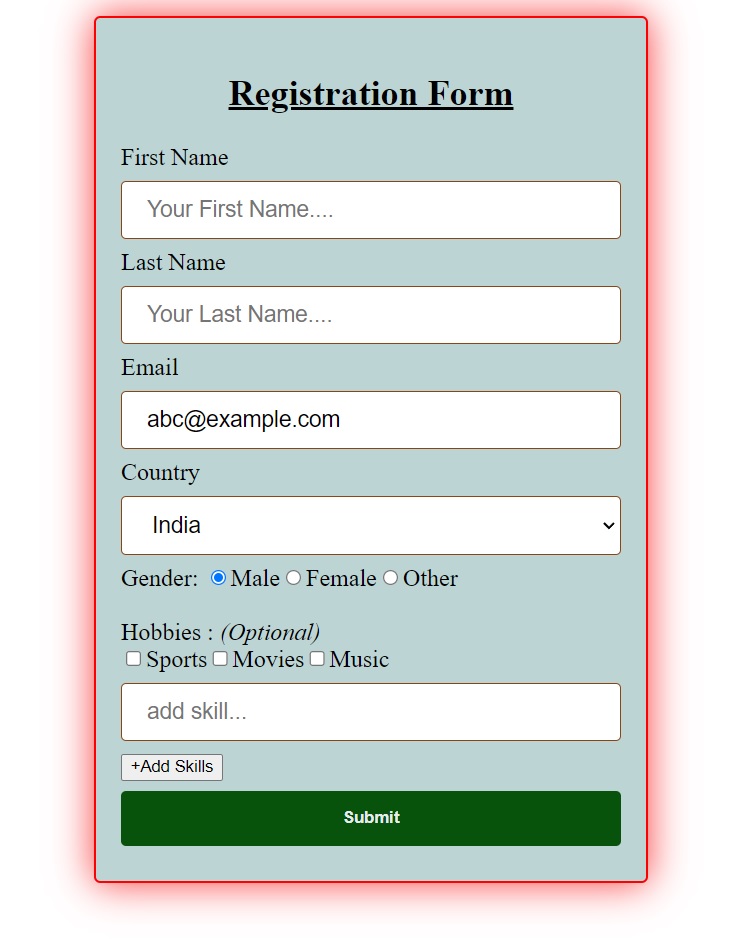 Registration Form
First Name
Your First Name....
Last Name
Your Last Name....
Email
abc@example.com
Country
India
Gender: Male Female Other
Hobbies : (Optional)
Sports Movies Music
add skill...
+Add Skills
Submit